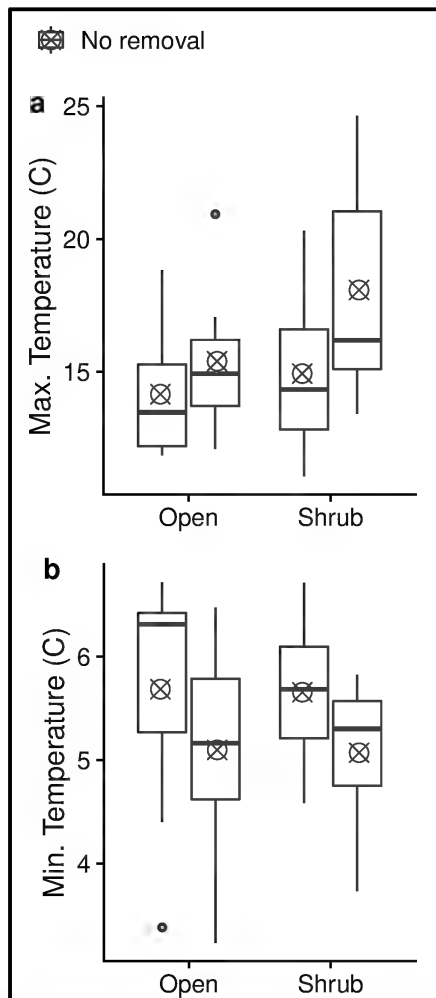 No removal
a
25
20
15
Max. Temperature (C)
Open Shrub
b
6
5
4
Min. Temperature (C)
Open Shrub